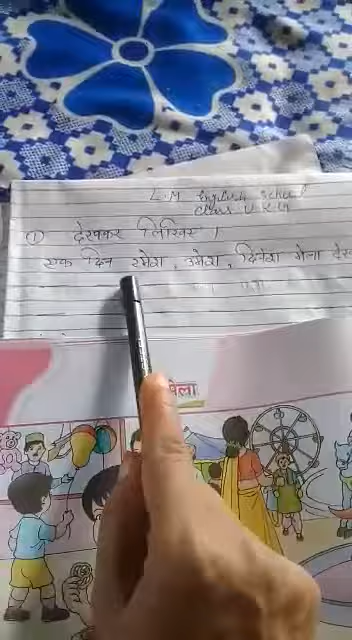 L.M English School
Class U.K.G
① देखकर लिखिए ।
एक दिन रमेश, उमेश, दिनेश मेला देख
मेला